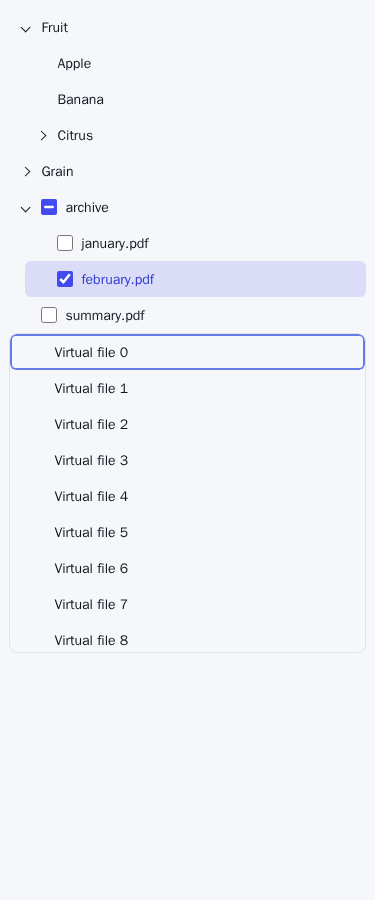 Fruit
Apple
Banana
Citrus
Grain
archive
january.pdf
february.pdf
summary.pdf
Virtual file 0
Virtual file 1
Virtual file 2
Virtual file 3
Virtual file 4
Virtual file 5
Virtual file 6
Virtual file 7
Virtual file 8